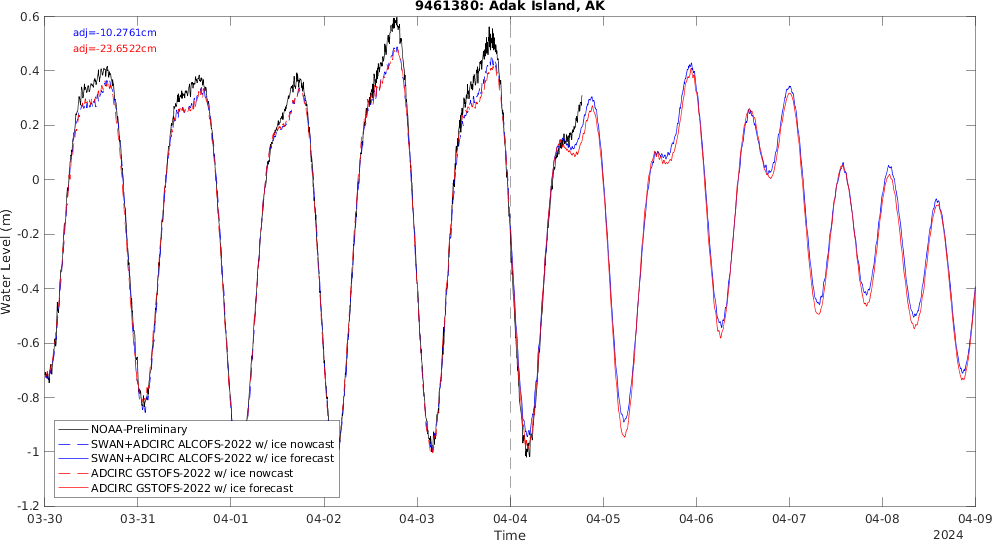 9461380: Adak Island, AK
adj=-10.2761cm
adj=-23.6522cm
0.6
0.4
0.2
0
-0.2
-0.4
-0.6
-0.8
-1
-1.2
Water Level (m)
NOAA-Preliminary
SWAN+ADCIRC ALCOFS-2022 w/ ice nowcast
SWAN+ADCIRC ALCOFS-2022 w/ ice forecast
ADCIRC GSTOFS-2022 w/ ice nowcast
ADCIRC GSTOFS-2022 w/ ice forecast
03-30 03-31 04-01 04-02 04-03 04-04 04-05 04-06 04-07 04-08 04-09
Time
2024